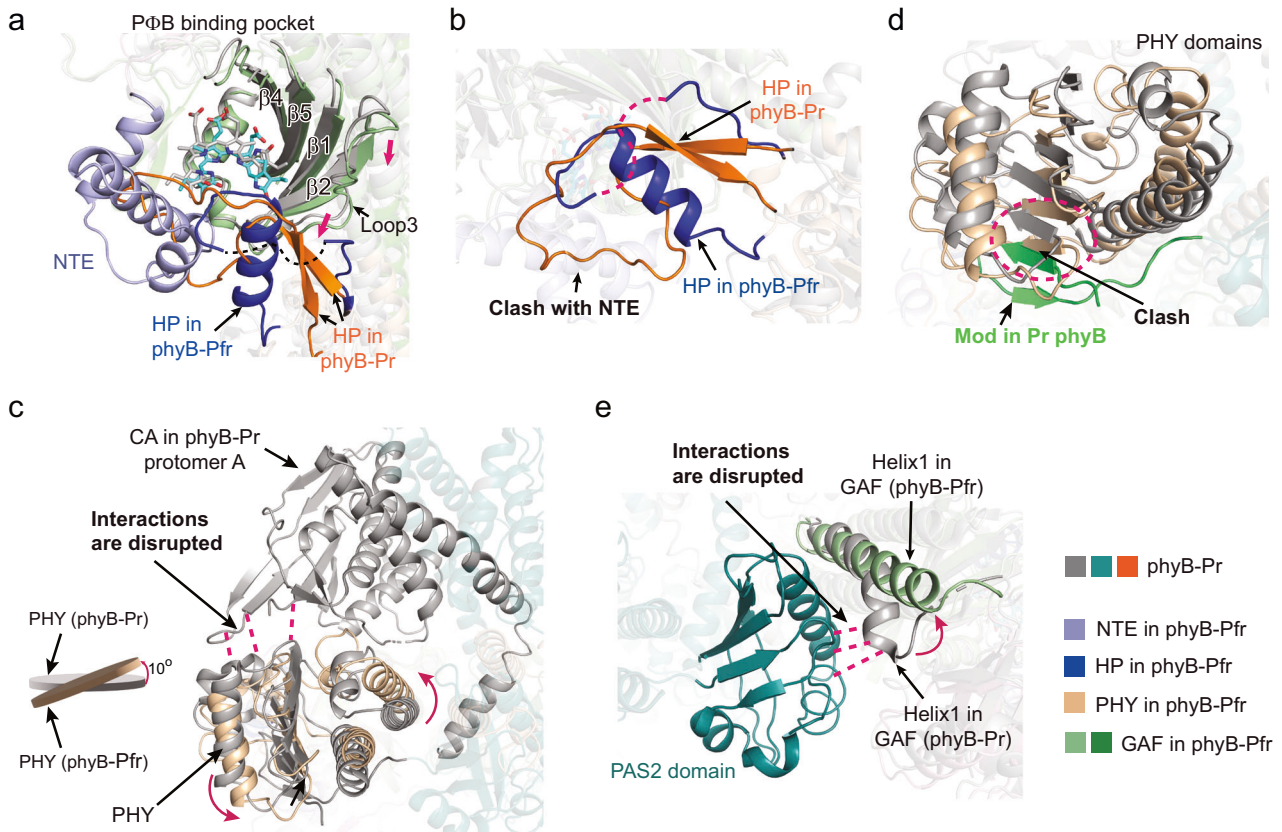 a
PΦB binding pocket
β4
β5
β1
β2
Loop3
NTE
HP in
phyB-Pfr
HP in
phyB-Pr
b
HP in
phyB-Pr
HP in phyB-Pfr
Clash with NTE
d
PHY domains
Clash
Mod in Pr phyB
c
CA in phyB-Pr
protomer A
Interactions
are disrupted
PHY
(phyB-Pr)
10°
PHY (phyB-Pfr)
PHY
e
Interactions
are disrupted
Helix1 in
GAF (phyB-Pfr)
Helix1 in
GAF (phyB-Pr)
PAS2 domain
phyB-Pr
NTE in phyB-Pfr
HP in phyB-Pfr
PHY in phyB-Pfr
GAF in phyB-Pfr